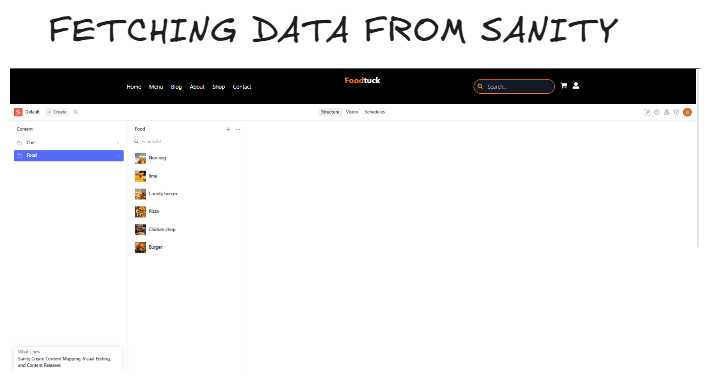 FETCHING DATA FROM SANITY
Home Menu Blog About Shop Contact
Foodtuck
Search...
Default + Create
Structure Vision Schedules
Content
Chef
Food
Food
Search list
Non-veg
lime
Country burger
Pizza
Chicken chop
Burger
What's new
Sanity Create Content Mapping, Visual Editing,
and Content Releases